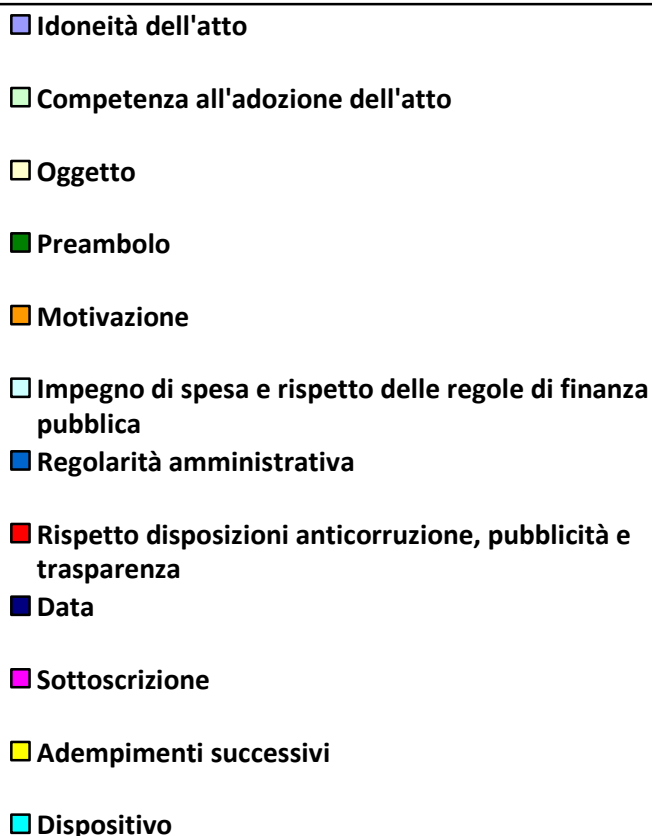 Idoneità dell'atto
Competenza all'adozione dell'atto
Oggetto
Preambolo
Motivazione
Impegno di spesa e rispetto delle regole di finanza
pubblica
Regolarità amministrativa
Rispetto disposizioni anticorruzione, pubblicità e
trasparenza
Data
Sottoscrizione
Adempimenti successivi
Dispositivo